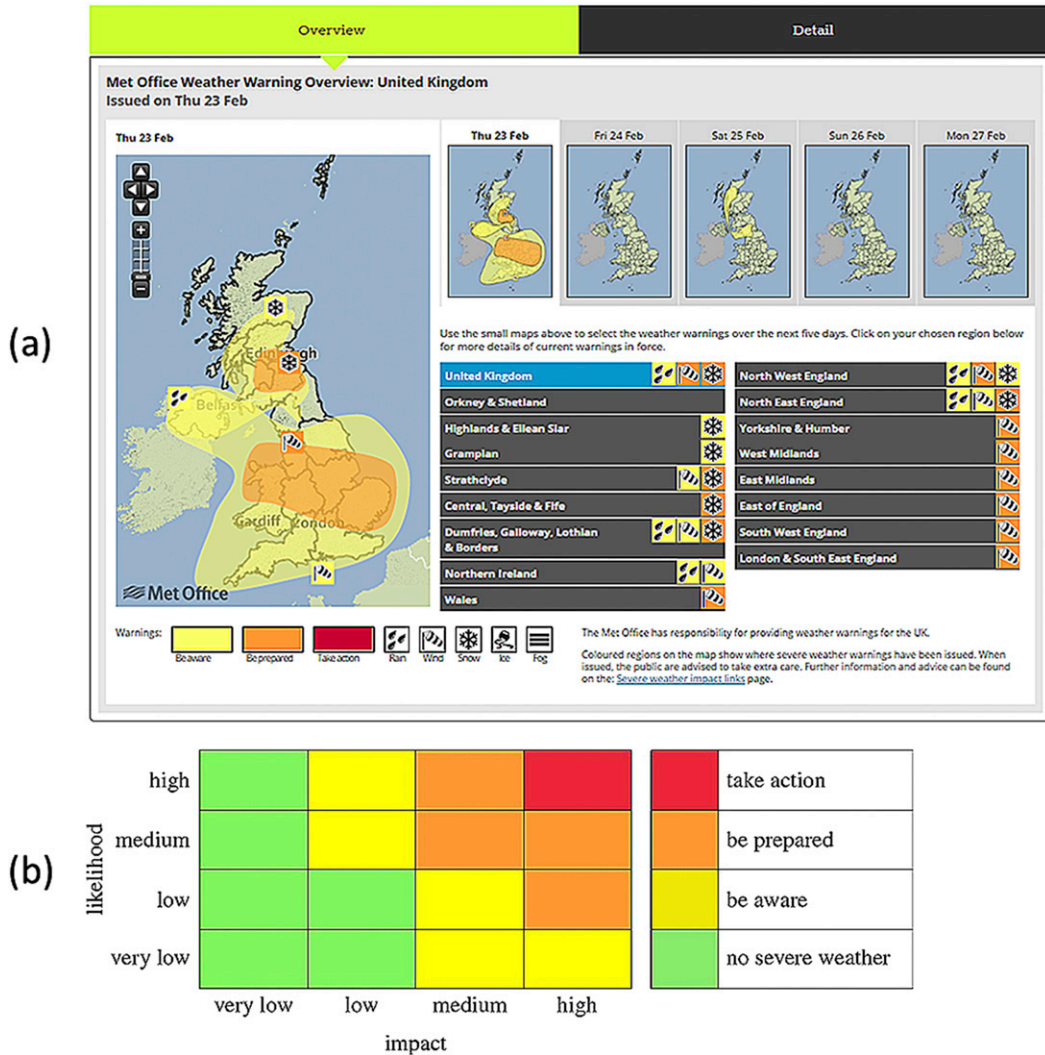 Overview
Detail
Met Office Weather Warning Overview: United Kingdom
Issued on Thu 23 Feb
Thu 23 Feb
Thu 23 Feb
Fri 24 Feb
Sat 25 Feb
Sun 26 Feb
Mon 27 Feb
(a)
Edinburgh
Belfast
Cardiff
London
Met Office
Use the small maps above to select the weather warnings over the next five days. Click on your chosen region below
for more details of current warnings in force.
United Kingdom
Orkney & Shetland
Highlands & Eilean Siar
Grampian
Strathclyde
Central, Tayside & Fife
Dumfries, Galloway, Lothian
& Borders
Northern Ireland
Wales
North West England
North East England
Yorkshire & Humber
West Midlands
East Midlands
East of England
South West England
London & South East England
Warnings:
Be aware
Be prepared
Take action
Rain
Wind
Snow
Ice
Fog
The Met Office has responsibility for providing weather warnings for the UK.
Coloured regions on the map show where severe weather warnings have been issued. When
issued, the public are advised to take extra care. Further information and advice can be found
on the: Severe weather impact links page.
(b)
likelihood
high
medium
low
very low
very low
low
medium
high
impact
take action
be prepared
be aware
no severe weather